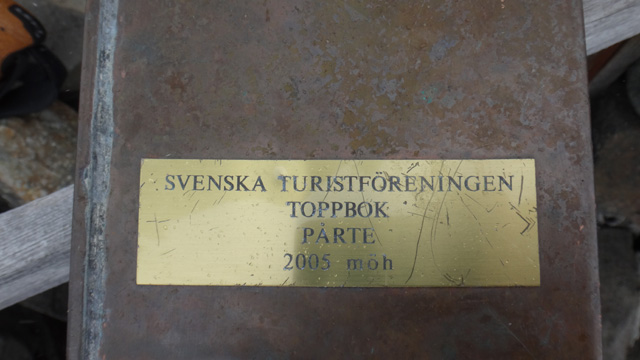 SVENSKA TURISTFÖRENINGEN
TOPPBOK
PÅRTE
2005 möh